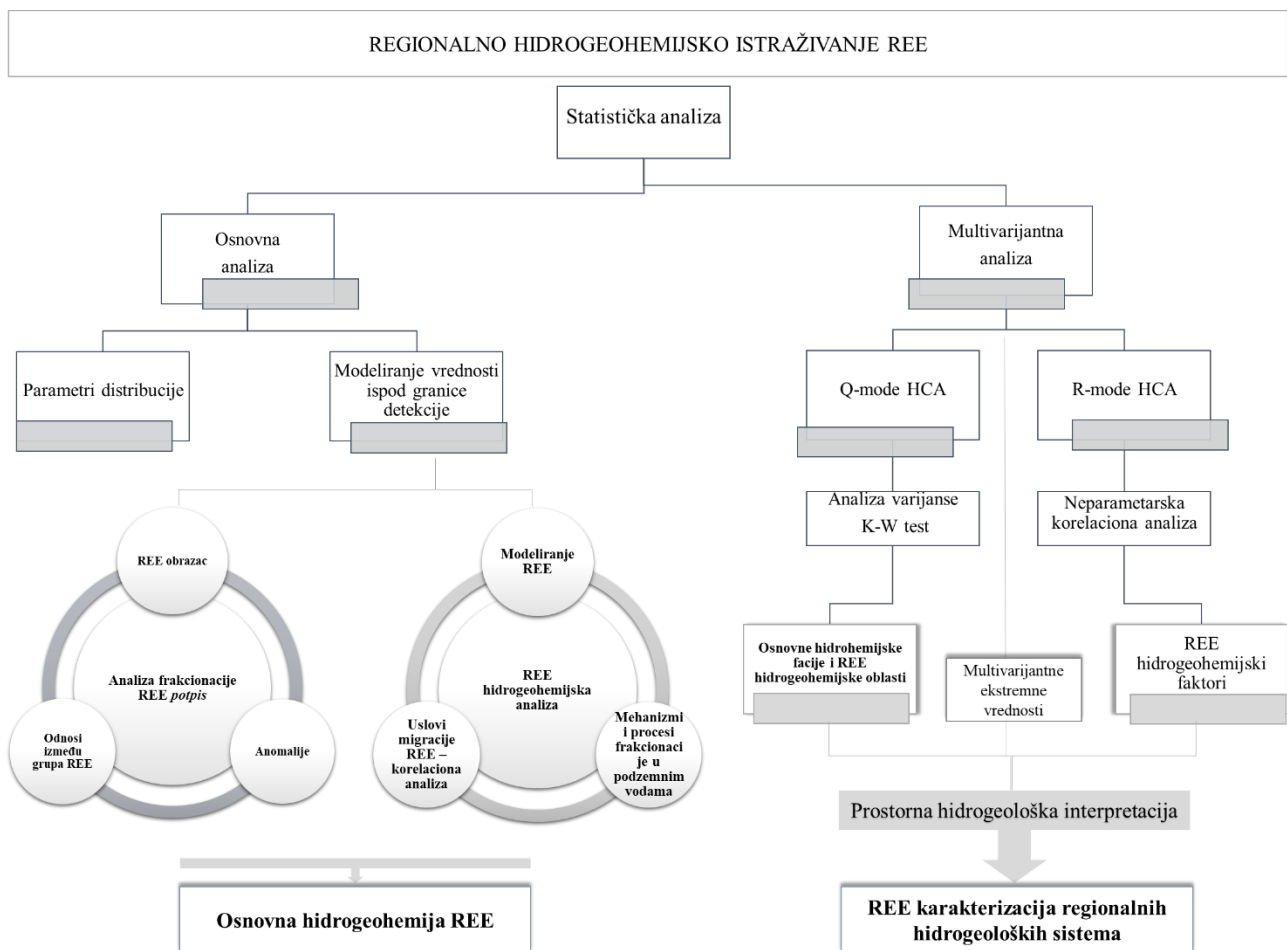 REGIONALNO HIDROGEOHEMIJSKO ISTRAŽIVANJE REE
Statistička analiza
Osnovna
analiza
Multivarijantna
analiza
Parametri distribucije
Modeliranje vrednosti
ispod granice
detekcije
Q-mode HCA
R-mode HCA
Analiza varijanse
K-W test
Neparametarska
korelaciona analiza
REE obrazac
Analiza frakcionacije
REE potpis
Odnosi
između
grupa REE
Anomalije
Modeliranje
REE
REE
hidrogeohemijska
analiza
Uslovi
migracije
REE –
korelaciona
analiza
Mehanizmi
i procesi
frakcionaci
je u
podzemnim
vodama
Osnovne hidrohemijske
facije i REE
hidrogeohemijske oblasti
Multivarijantne
ekstremne
vrednosti
REE
hidrogeohemijski
faktori
Prostorna hidrogeološka interpretacija
Osnovna hidrogeohemija REE
REE karakterizacija regionalnih
hidrogeoloških sistema